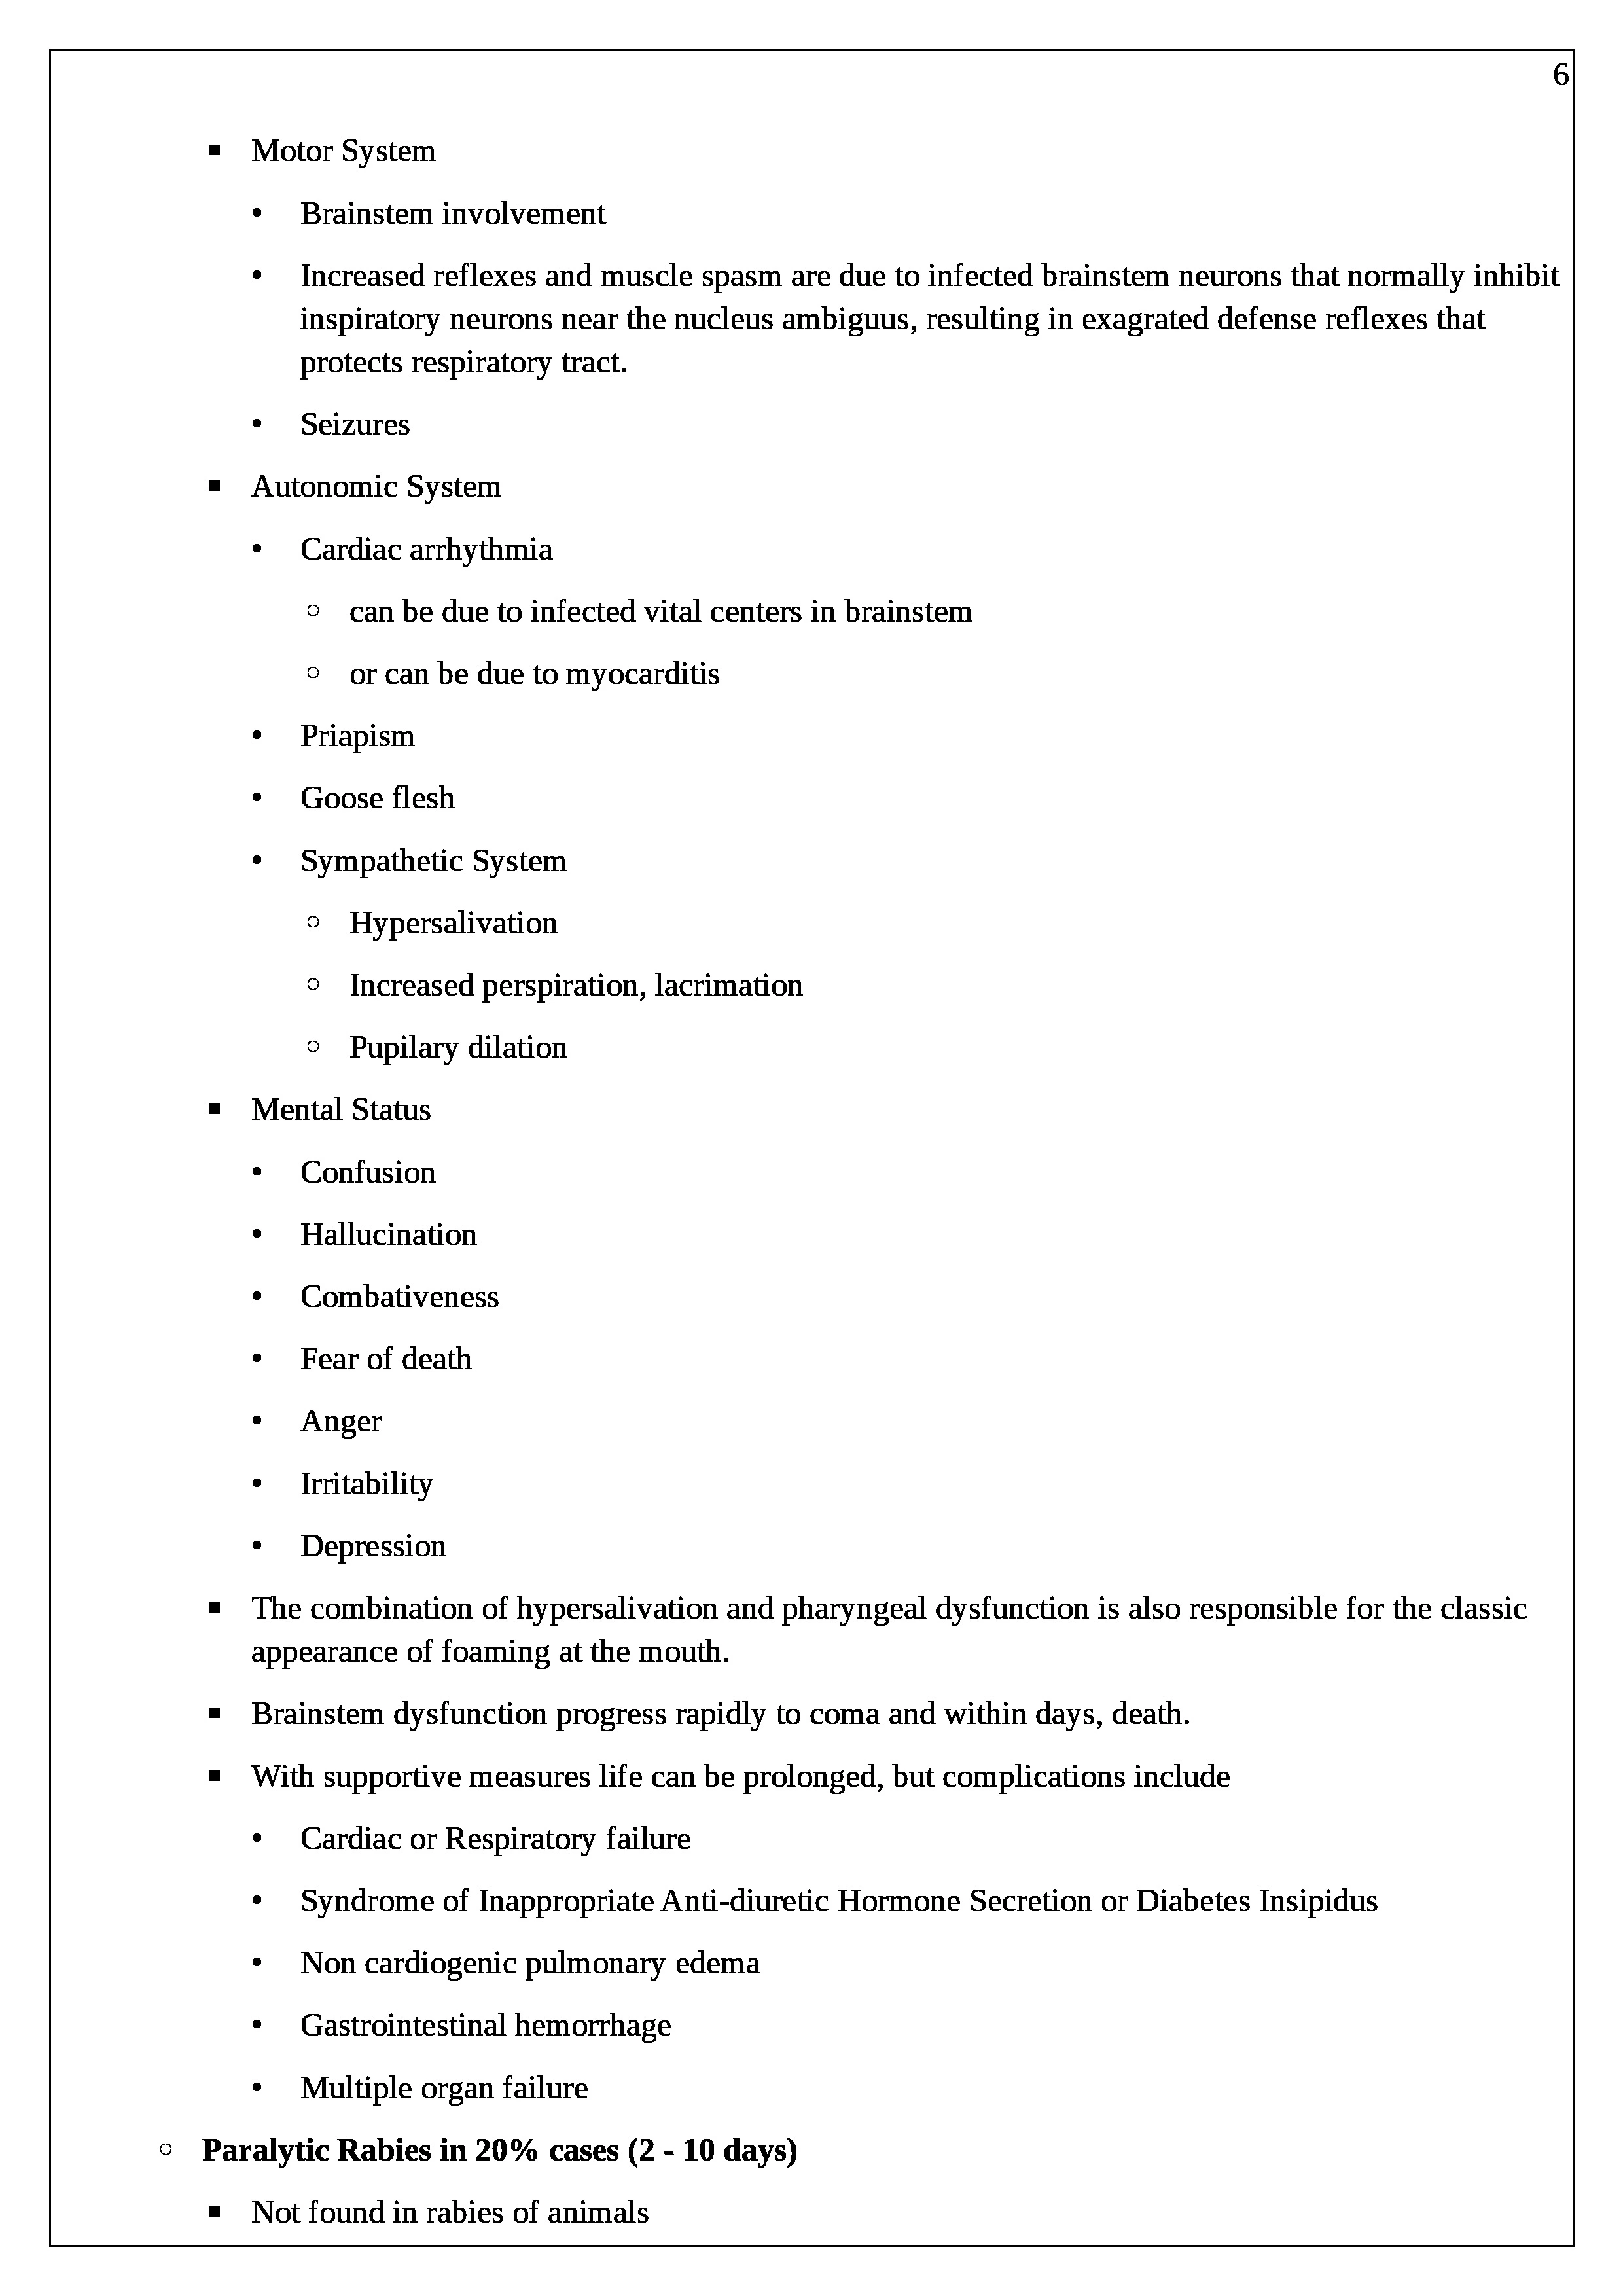 6
▪ Motor System
• Brainstem involvement
• Increased reflexes and muscle spasm are due to infected brainstem neurons that normally inhibit
inspiratory neurons near the nucleus ambiguus, resulting in exagrated defense reflexes that
protects respiratory tract.
• Seizures
▪ Autonomic System
• Cardiac arrhythmia
○ can be due to infected vital centers in brainstem
○ or can be due to myocarditis
• Priapism
• Goose flesh
• Sympathetic System
○ Hypersalivation
○ Increased perspiration, lacrimation
○ Pupilary dilation
▪ Mental Status
• Confusion
• Hallucination
• Combativeness
• Fear of death
• Anger
• Irritability
• Depression
▪ The combination of hypersalivation and pharyngeal dysfunction is also responsible for the classic
appearance of foaming at the mouth.
▪ Brainstem dysfunction progress rapidly to coma and within days, death.
▪ With supportive measures life can be prolonged, but complications include
• Cardiac or Respiratory failure
• Syndrome of Inappropriate Anti-diuretic Hormone Secretion or Diabetes Insipidus
• Non cardiogenic pulmonary edema
• Gastrointestinal hemorrhage
• Multiple organ failure
○ Paralytic Rabies in 20% cases (2 - 10 days)
▪ Not found in rabies of animals